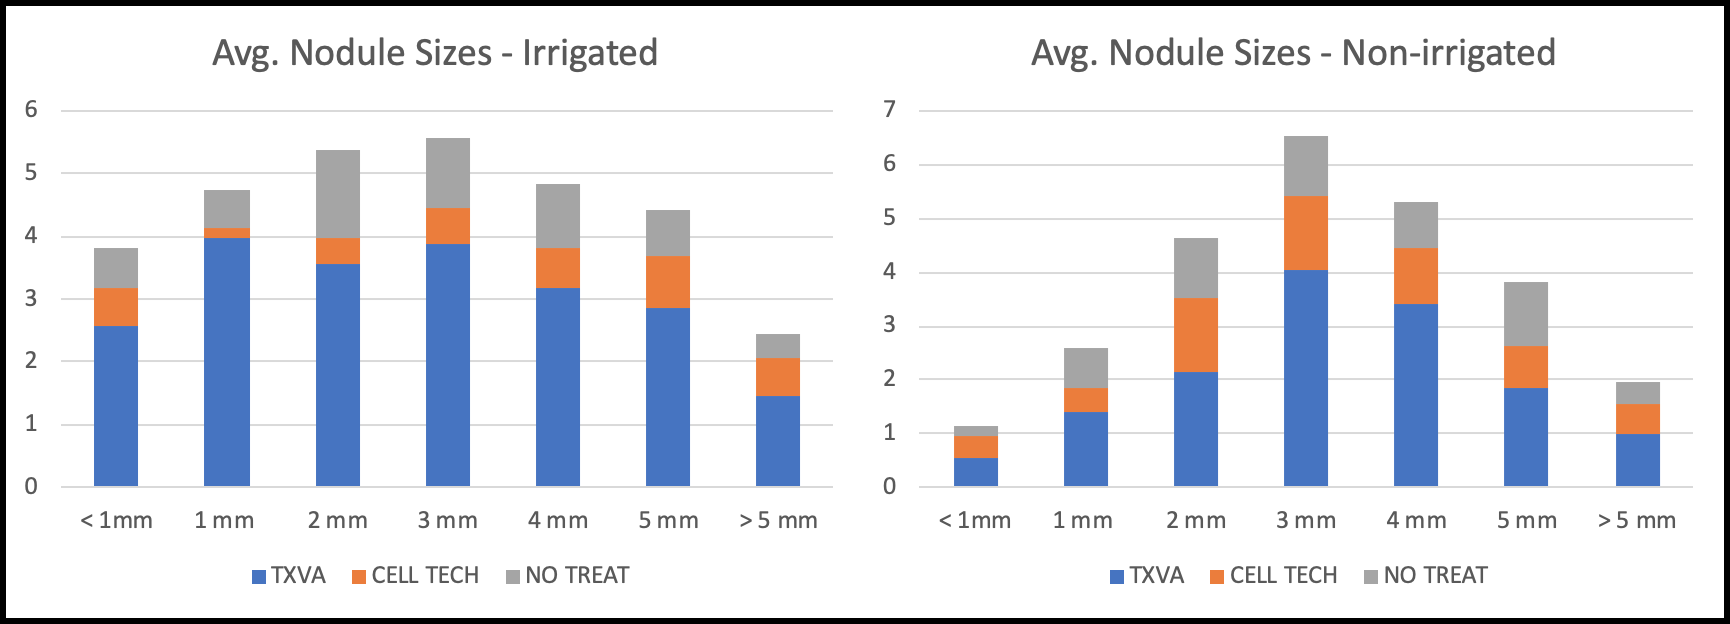 Avg. Nodule Sizes - Irrigated
6
5
4
3
2
1
0
< 1mm 1 mm 2 mm 3 mm 4 mm 5 mm > 5 mm
TXVA CELL TECH NO TREAT
Avg. Nodule Sizes - Non-irrigated
7
6
5
4
3
2
1
0
< 1mm 1 mm 2 mm 3 mm 4 mm 5 mm > 5 mm
TXVA CELL TECH NO TREAT